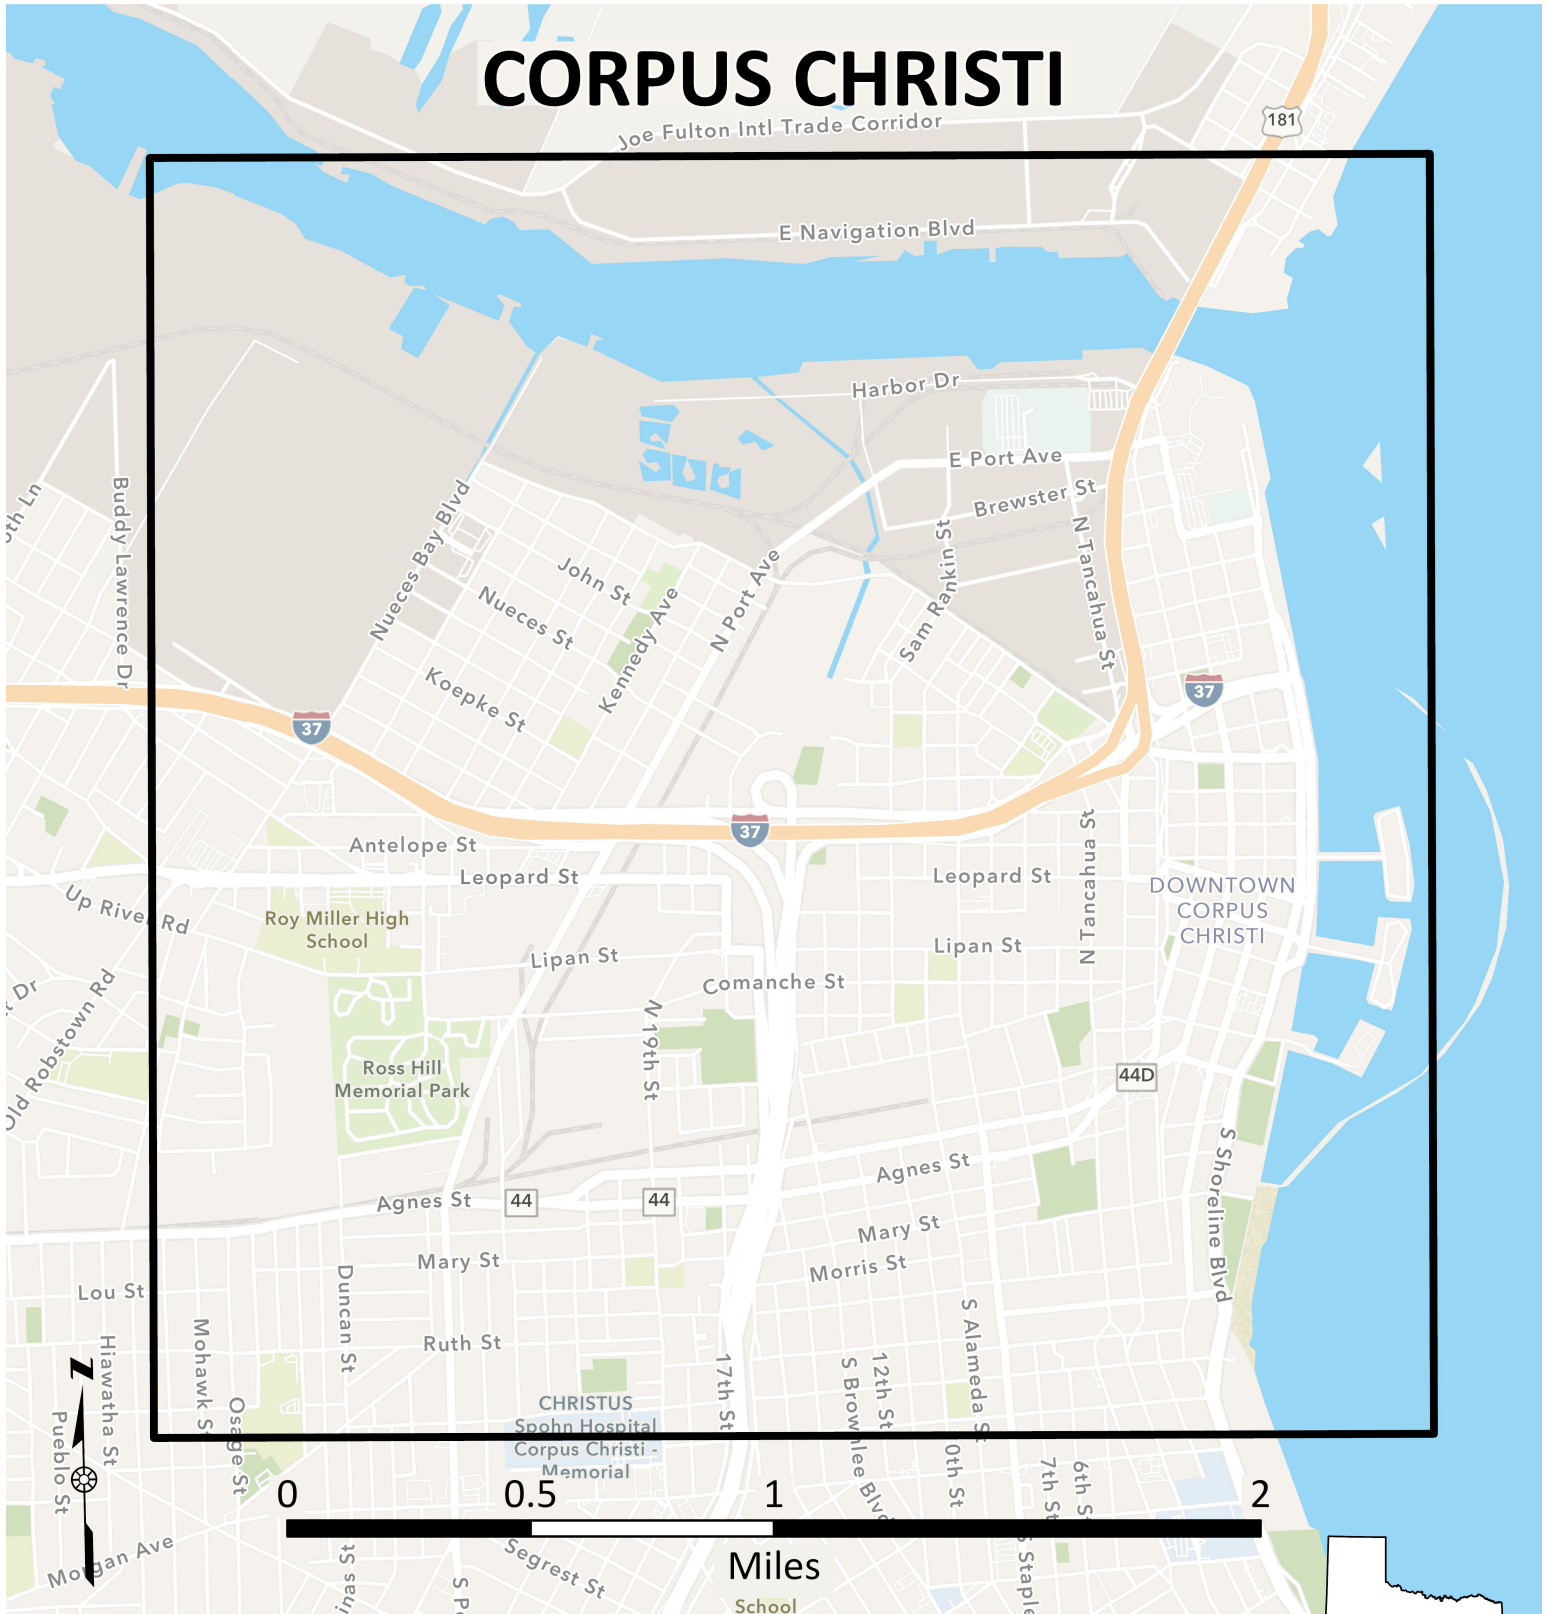 CORPUS CHRISTI
181
Joe Fulton Intl Trade Corridor
E Navigation Blvd
Harbor Dr
E Port Ave
Brewster St
N Tancahua St
Sam Rankin St
Nueces Bay Blvd
Buddy Lawrence Dr
John St
Nueces St
Kennedy Ave
N Port Ave
Koepke St
37
37
37
Antelope St
Leopard St
Leopard St
N Tancahua St
DOWNTOWN
CORPUS
CHRISTI
Up River Rd
Roy Miller High
School
Lipan St
Lipan St
Comanche St
Old Robstown Rd
Dr
N 19th St
Ross Hill
Memorial Park
44D
Agnes St
Agnes St
44
44
S Shoreline Blvd
Mary St
Mary St
Morris St
Lou St
Duncan St
Ruth St
Mohawk St
Hiawatha St
Osage St
Pueblo St
Z
17th St
S Brownlee Blvd
12th St
S Alameda St
CHRISTUS
Spohn Hospital
Corpus Christi -
Memorial
7th St
6th St
0
0.5
1
2
Miles
Morgan Ave
Segrest St
School